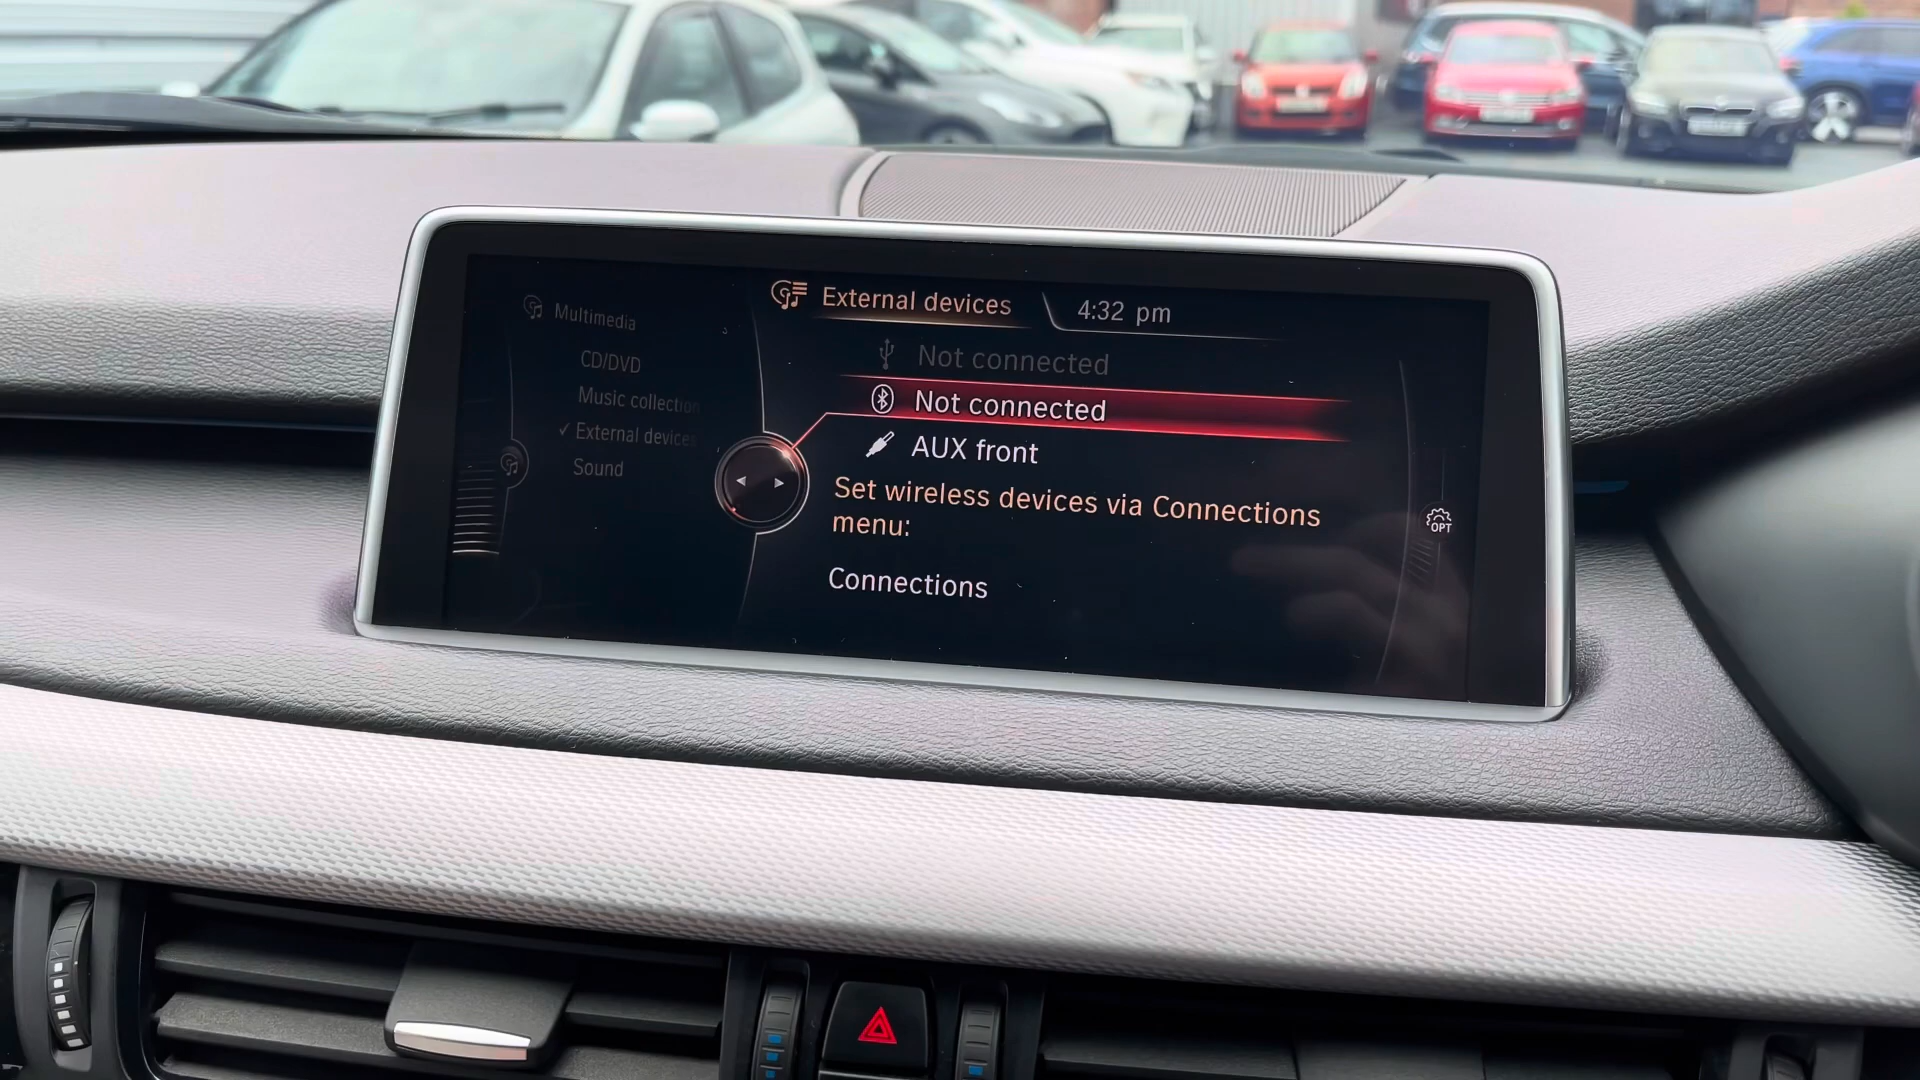 External devices
4:32 pm
Multimedia
CD/DVD
Music collection
External devices
Sound
Not connected
Not connected
AUX front
Set wireless devices via Connections
menu:
Connections
OPT